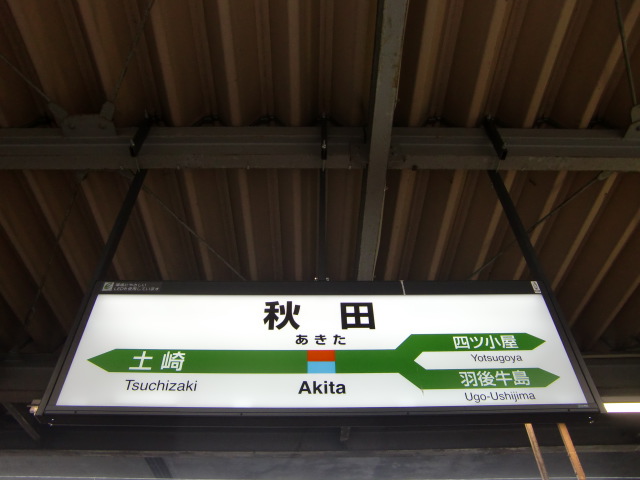 秋田
あきた
土崎
Tsuchizaki
Akita
四ツ小屋
Yotsugoya
羽後牛島
Ugo-Ushijima